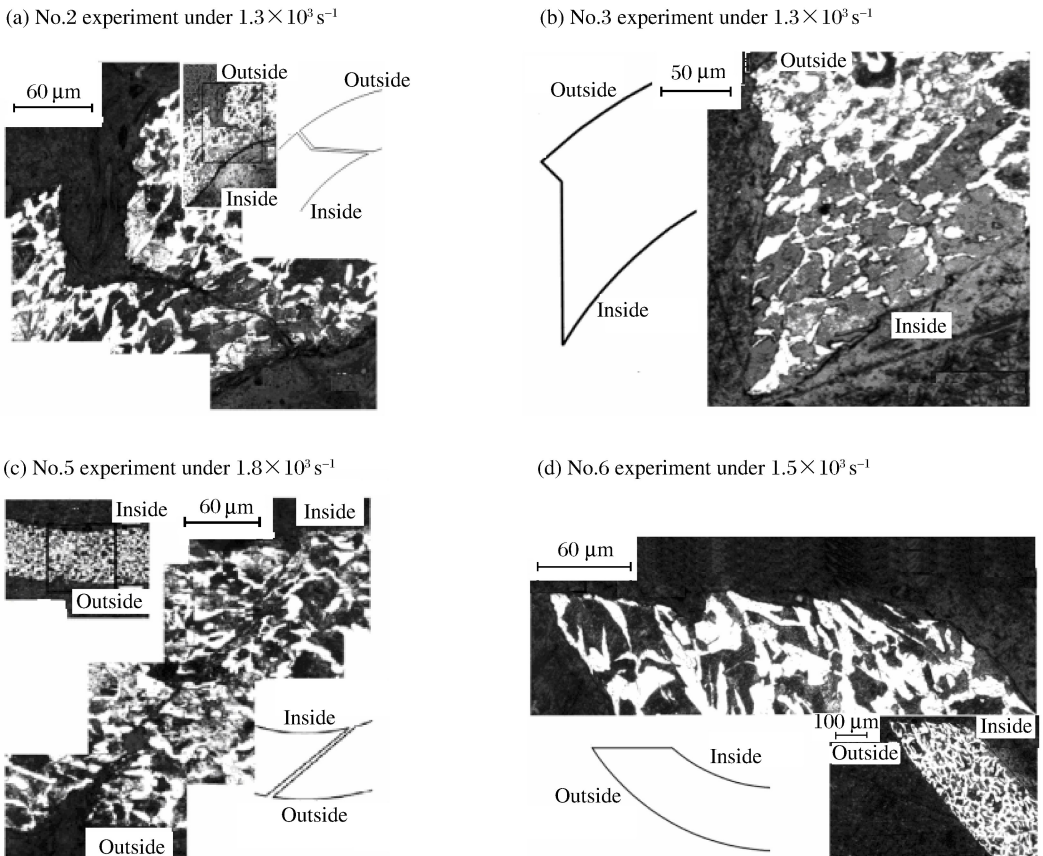 (a) No.2 experiment under 1.3×10³ s⁻¹
60 μm
Outside
Inside
Outside
Inside
(b) No.3 experiment under 1.3×10³ s⁻¹
Outside
Inside
50 μm
Outside
Inside
(c) No.5 experiment under 1.8×10³ s⁻¹
Inside
Outside
60 μm
Inside
Outside
Inside
Outside
(d) No.6 experiment under 1.5×10³ s⁻¹
60 μm
Inside
Outside
100 μm
Inside
Outside